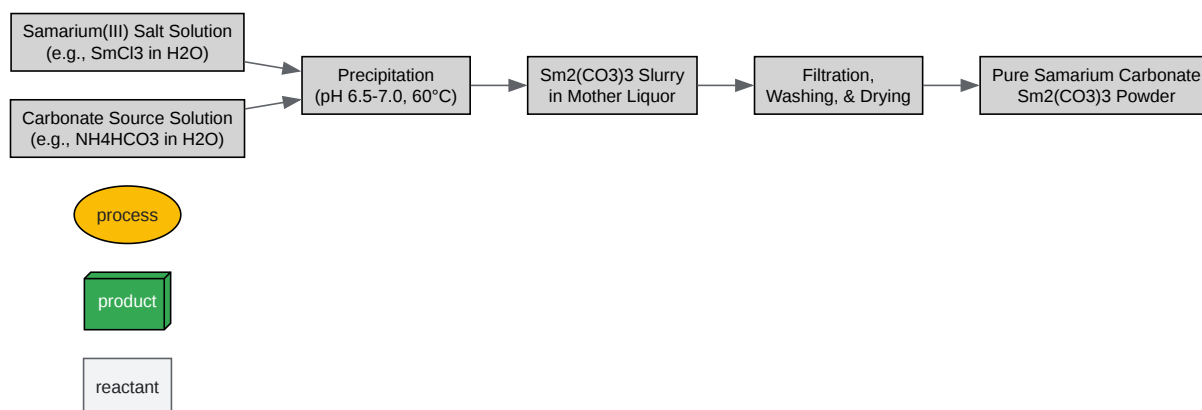 Samarium(III) Salt Solution
(e.g., SmCl3 in H2O)
Carbonate Source Solution
(e.g., NH4HCO3 in H2O)
Precipitation
(pH 6.5-7.0, 60°C)
Sm2(CO3)3 Slurry
in Mother Liquor
Filtration,
Washing, & Drying
Pure Samarium Carbonate
Sm2(CO3)3 Powder
process
product
reactant